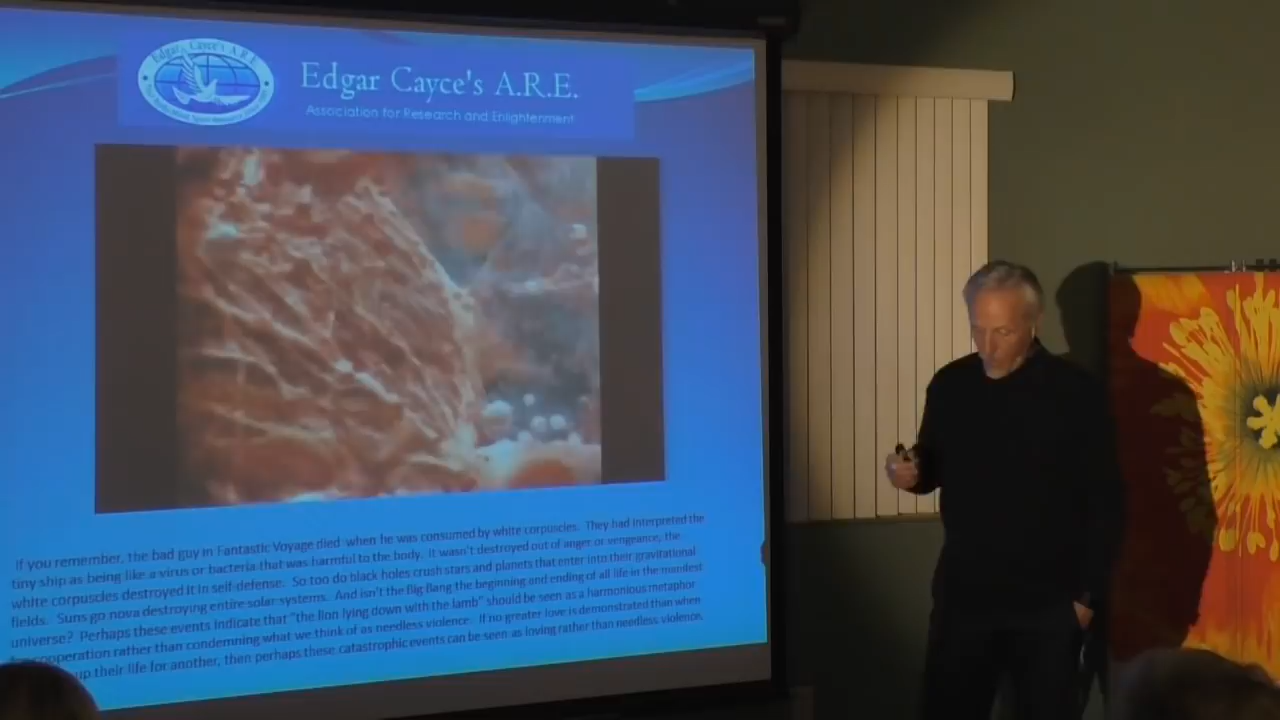 Edgar Cayce's A.R.E.
Edgar Cayce's A.R.E.
Association for Research and Enlightenment
If you remember, the bad guy in Fantastic Voyage died when he was consumed by white corpuscles. They had interpreted the
tiny ship as being like a virus or bacteria that was harmful to the body. It wasn't destroyed out of anger or vengeance, the
white corpuscles destroyed it in self-defense. So too do black holes crush stars and planets that enter into their gravitational
fields. Suns go nova destroying entire solar systems. And isn't the Big Bang the beginning and ending of all life in the manifest
universe? Perhaps these events indicate that "the lion lying down with the lamb" should be seen as a harmonious metaphor
cooperation rather than condemning what we think of as needless violence. If no greater love is demonstrated than when
up their life for another, then perhaps these catastrophic events can be seen as loving rather than needless violence.